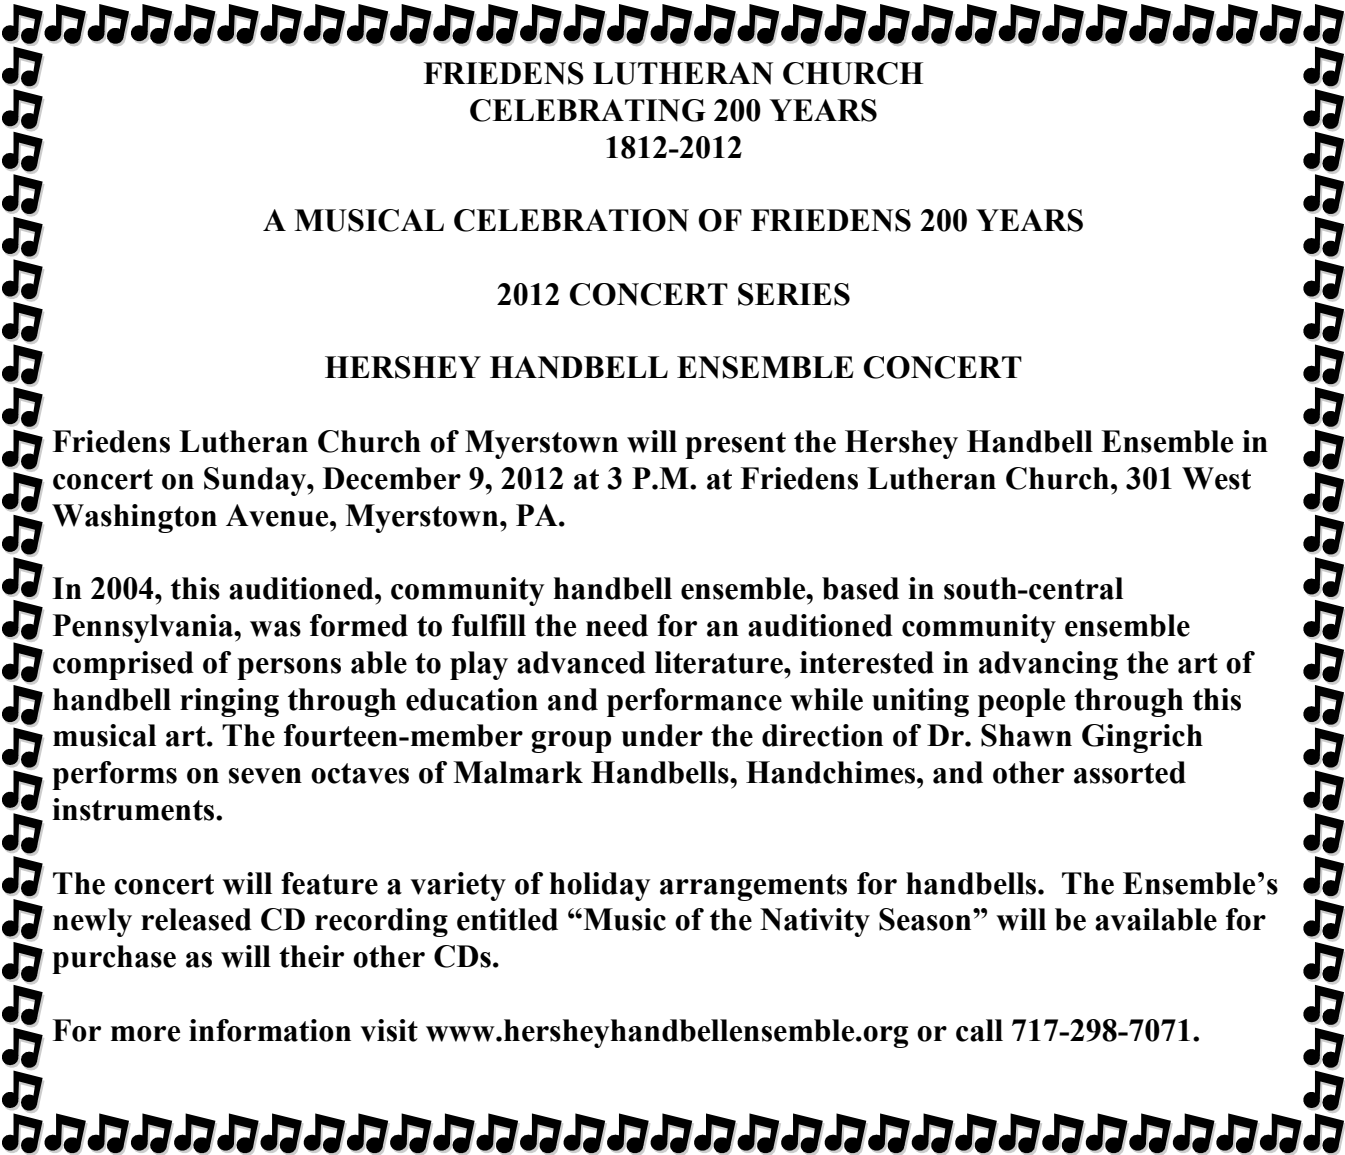 FRIEDENS LUTHERAN CHURCH
CELEBRATING 200 YEARS
1812-2012
A MUSICAL CELEBRATION OF FRIEDENS 200 YEARS
2012 CONCERT SERIES
HERSHEY HANDBELL ENSEMBLE CONCERT
Friedens Lutheran Church of Myerstown will present the Hershey Handbell Ensemble in
concert on Sunday, December 9, 2012 at 3 P.M. at Friedens Lutheran Church, 301 West
Washington Avenue, Myerstown, PA.
In 2004, this auditioned, community handbell ensemble, based in south-central
Pennsylvania, was formed to fulfill the need for an auditioned community ensemble
comprised of persons able to play advanced literature, interested in advancing the art of
handbell ringing through education and performance while uniting people through this
musical art. The fourteen-member group under the direction of Dr. Shawn Gingrich
performs on seven octaves of Malmark Handbells, Handchimes, and other assorted
instruments.
The concert will feature a variety of holiday arrangements for handbells.  The Ensemble’s
newly released CD recording entitled “Music of the Nativity Season” will be available for
purchase as will their other CDs.
For more information visit www.hersheyhandbellensemble.org or call 717-298-7071.